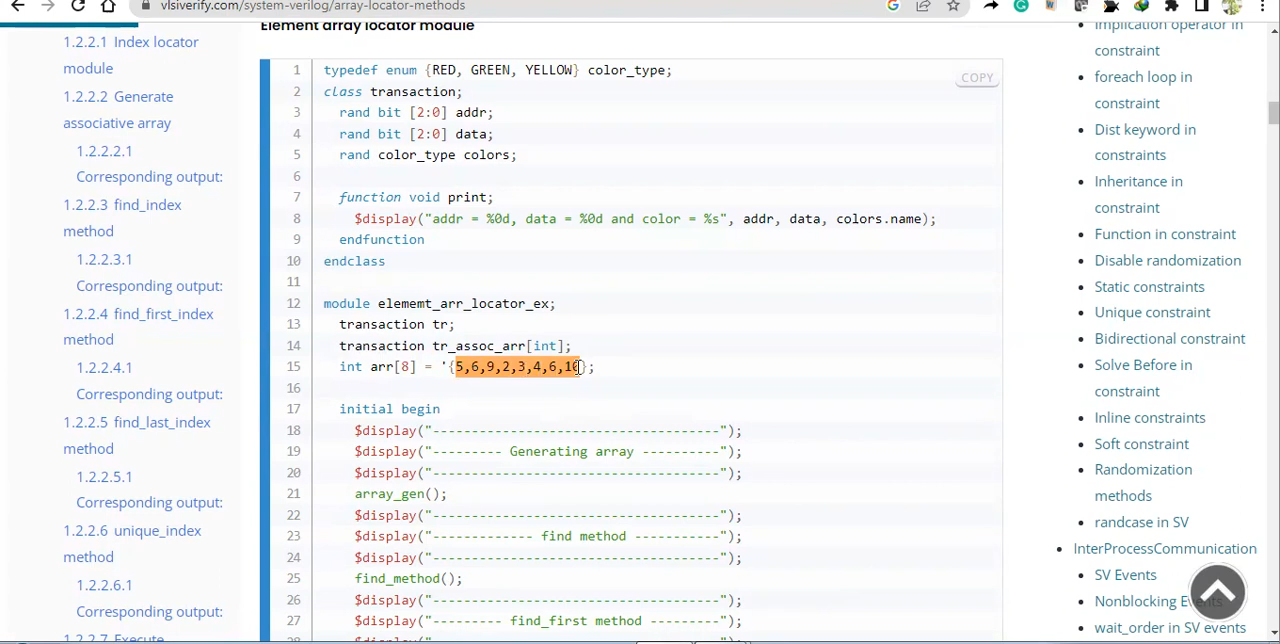 vlsiverify.com/system-verilog/array-locator-methods
1.2.2.1 Index locator
module
1.2.2.2 Generate
associative array
1.2.2.2.1
Corresponding output:
1.2.2.3 find_index
method
1.2.2.3.1
Corresponding output:
1.2.2.4 find_first_index
method
1.2.2.4.1
Corresponding output:
1.2.2.5 find_last_index
method
1.2.2.5.1
Corresponding output:
1.2.2.6 unique_index
method
1.2.2.6.1
Corresponding output:
1.2.2.7 Execute
Element array locator module
COPY
1 typedef enum {RED, GREEN, YELLOW} color_type;
2 class transaction;
3 rand bit [2:0] addr;
4 rand bit [2:0] data;
5 rand color_type colors;
6
7 function void print;
8 $display("addr = %0d, data = %0d and color = %s", addr, data, colors.name);
9 endfunction
10 endclass
11
12 module elememt_arr_locator_ex;
13 transaction tr;
14 transaction tr_assoc_arr[int];
15 int arr[8] = '{5,6,9,2,3,4,6,10};
16
17 initial begin
18 $display("-------------------------------------");
19 $display("--------- Generating array ----------");
20 $display("-------------------------------------");
21 array_gen();
22 $display("-------------------------------------");
23 $display("------------- find method -----------");
24 $display("-------------------------------------");
25 find_method();
26 $display("-------------------------------------");
27 $display("--------- find_first method ---------");
28
Implication operator in
constraint
foreach loop in
constraint
Dist keyword in
constraints
Inheritance in
constraint
Function in constraint
Disable randomization
Static constraints
Unique constraint
Bidirectional constraint
Solve Before in
constraint
Inline constraints
Soft constraint
Randomization
methods
randcase in SV
InterProcessCommunication
SV Events
Nonblocking
wait_order in SV events